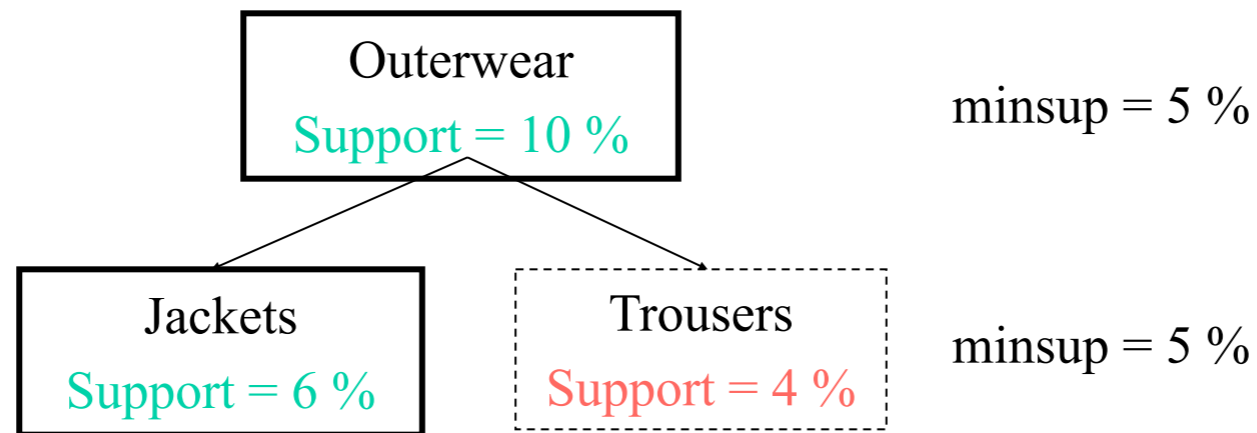 Outerwear
Support = 10 %
minsup = 5 %
Jackets
Support = 6 %
Trousers
Support = 4 %
minsup = 5 %